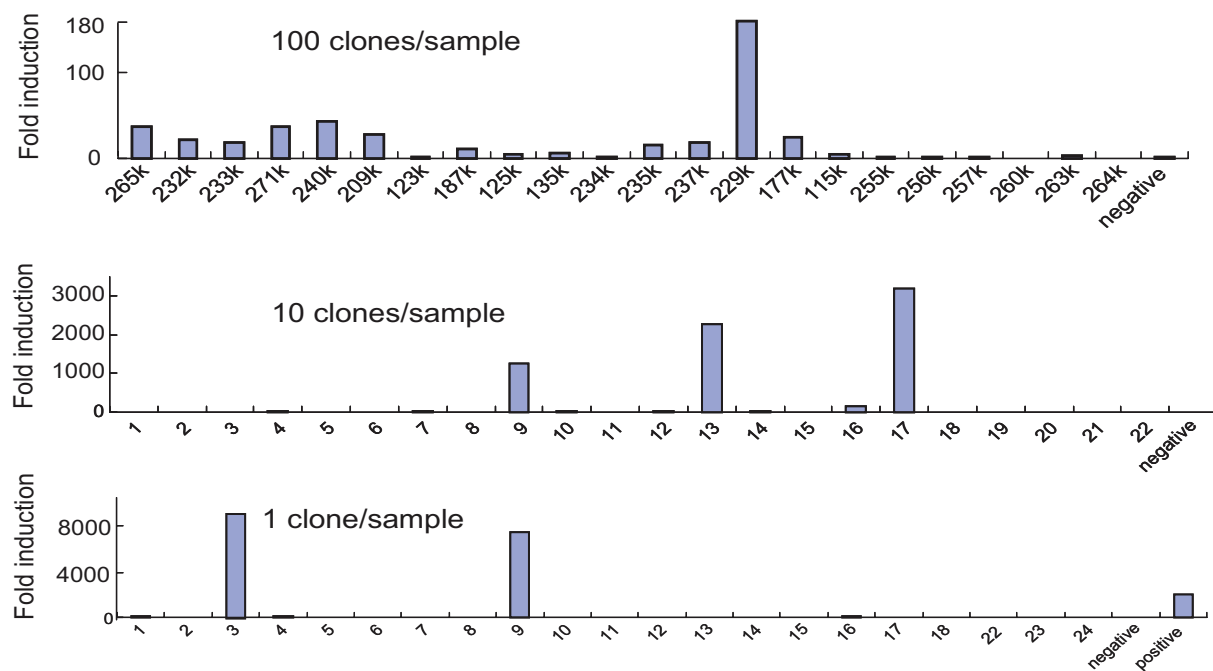 Fold induction
180
100 clones/sample
100
0
265k 232k 233k 271k 240k 209k 123k 187k 125k 135k 234k 235k 237k 229k 177k 115k 255k 256k 257k 260k 263k 264k negative
Fold induction
3000
10 clones/sample
2000
1000
0
1 2 3 4 5 6 7 8 9 10 11 12 13 14 15 16 17 18 19 20 21 22 negative
Fold induction
1 clone/sample
8000
4000
0
1 2 3 4 5 6 7 8 9 10 11 12 13 14 15 16 17 18 22 23 24 negative positive